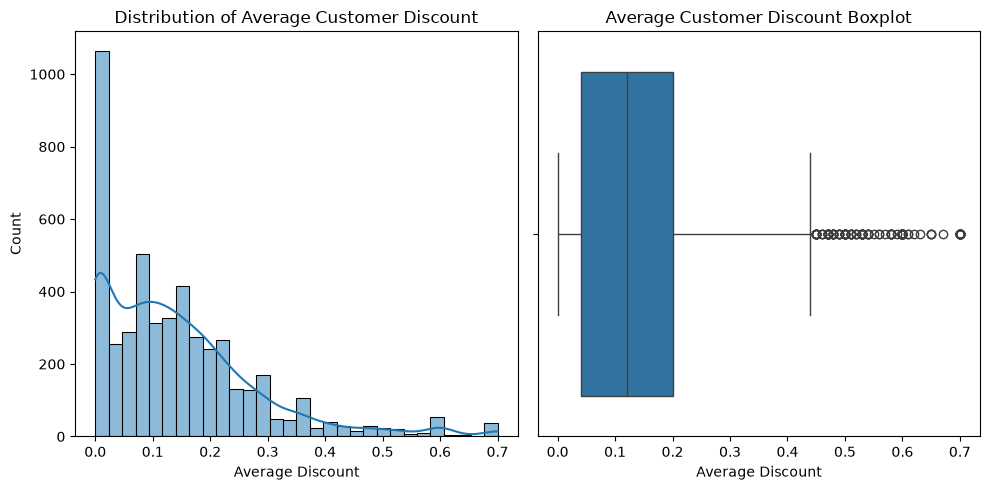 Distribution of Average Customer Discount
1000
800
600
400
200
0
Count
0.0 0.1 0.2 0.3 0.4 0.5 0.6 0.7
Average Discount
Average Customer Discount Boxplot
0.0 0.1 0.2 0.3 0.4 0.5 0.6 0.7
Average Discount